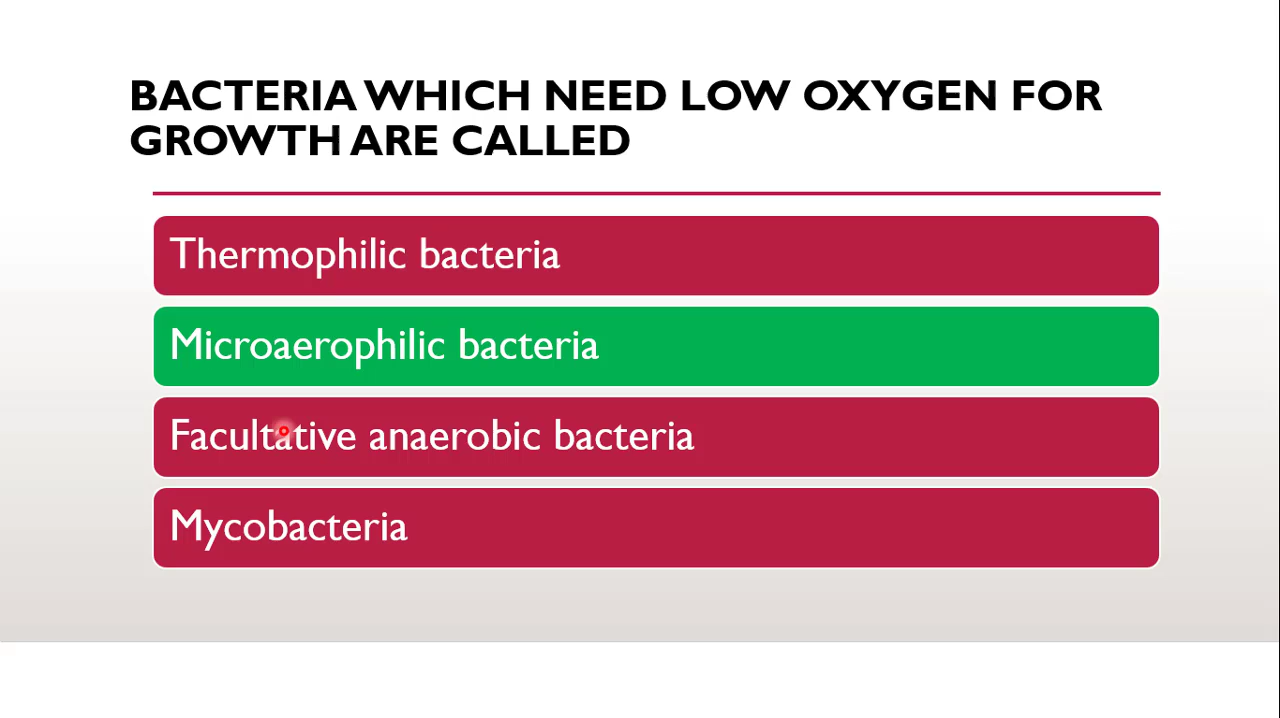 BACTERIA WHICH NEED LOW OXYGEN FOR
GROWTH ARE CALLED
Thermophilic bacteria
Microaerophilic bacteria
Facultative anaerobic bacteria
Mycobacteria